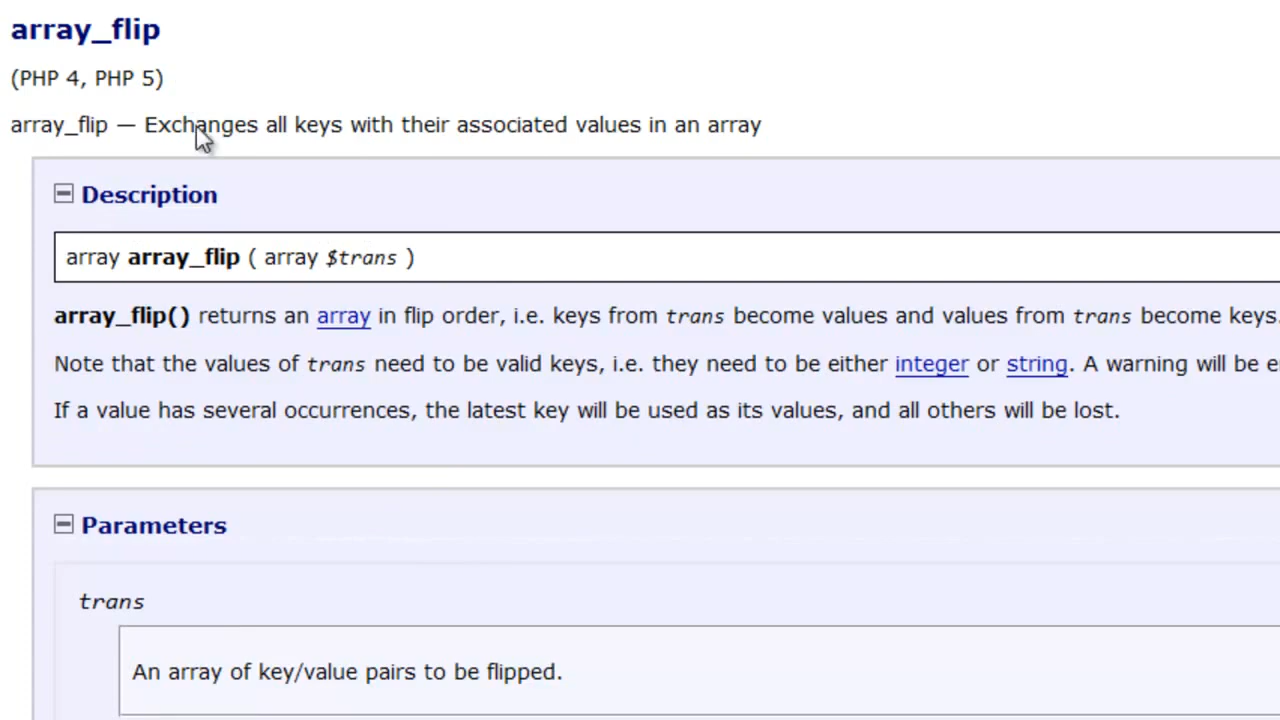 array_flip
(PHP 4, PHP 5)
array_flip — Exchanges all keys with their associated values in an array
Description
array array_flip ( array $trans )
array_flip() returns an array in flip order, i.e. keys from trans become values and values from trans become keys.
Note that the values of trans need to be valid keys, i.e. they need to be either integer or string. A warning will be
If a value has several occurrences, the latest key will be used as its values, and all others will be lost.
Parameters
trans
An array of key/value pairs to be flipped.